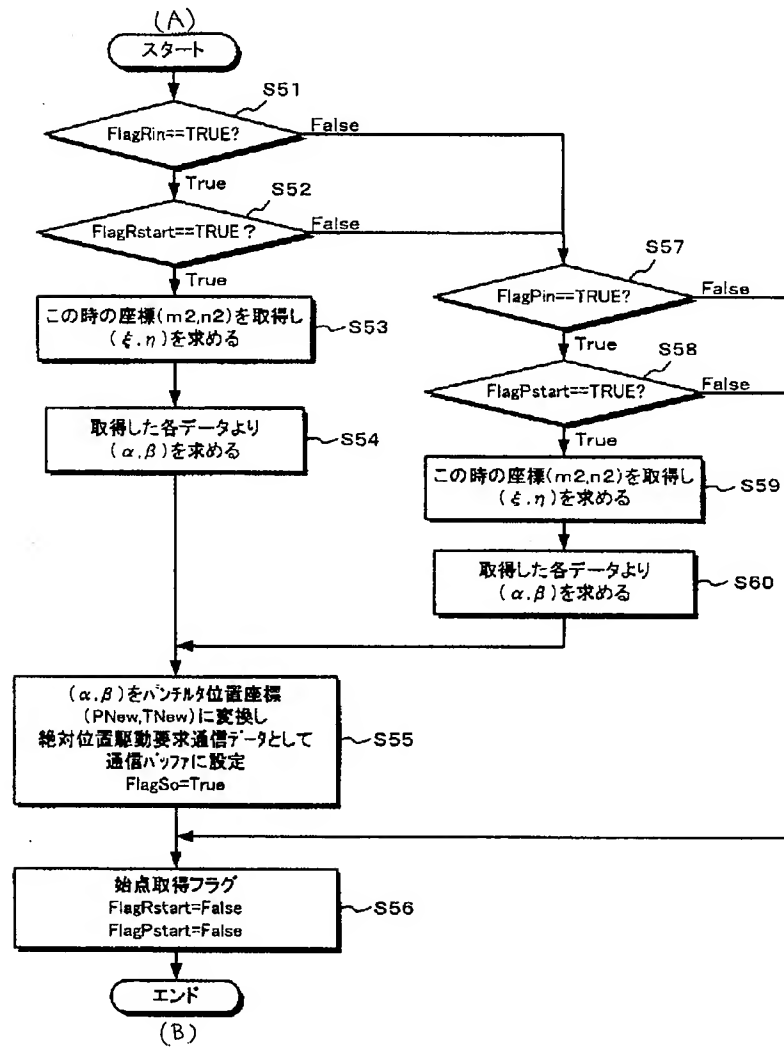 (A)
スタート
S51
FlagRin==TRUE?
False
True
S52
FlagRstart==TRUE?
False
True
この時の座標(m2,n2)を取得し
(ξ,η)を求める
S53
取得した各データより
(α,β)を求める
S54
S57
FlagPin==TRUE?
False
True
S58
FlagPstart==TRUE?
False
True
この時の座標(m2,n2)を取得し
(ξ,η)を求める
S59
取得した各データより
(α,β)を求める
S60
(α,β)をパンチルタ位置座標
(PNew,TNew)に変換し
絶対位置駆動要求通信データとして
通信バッファに設定
FlagSo=True
S55
始点取得フラグ
FlagRstart=False
FlagPstart=False
S56
エンド
(B)